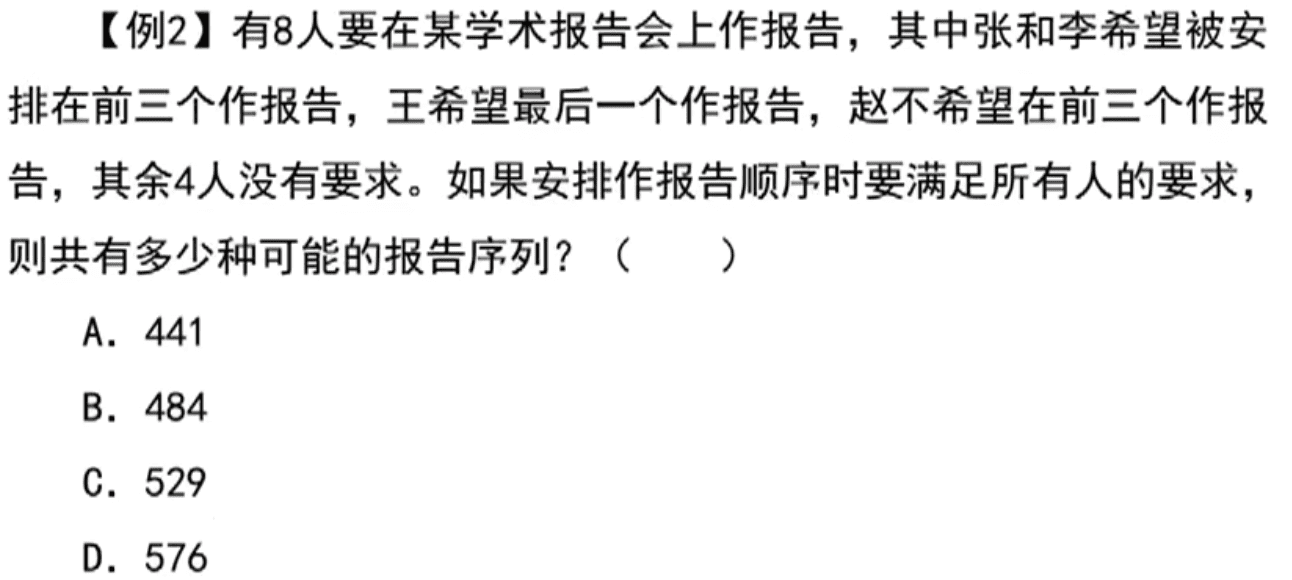 【例2】有8人要在某学术报告会上作报告，其中张和李希望被安
排在前三个作报告，王希望最后一个作报告，赵不希望在前三个作报
告，其余4人没有要求。如果安排作报告顺序时要满足所有人的要求，
则共有多少种可能的报告序列？（　　）
A. 441
B. 484
C. 529
D. 576